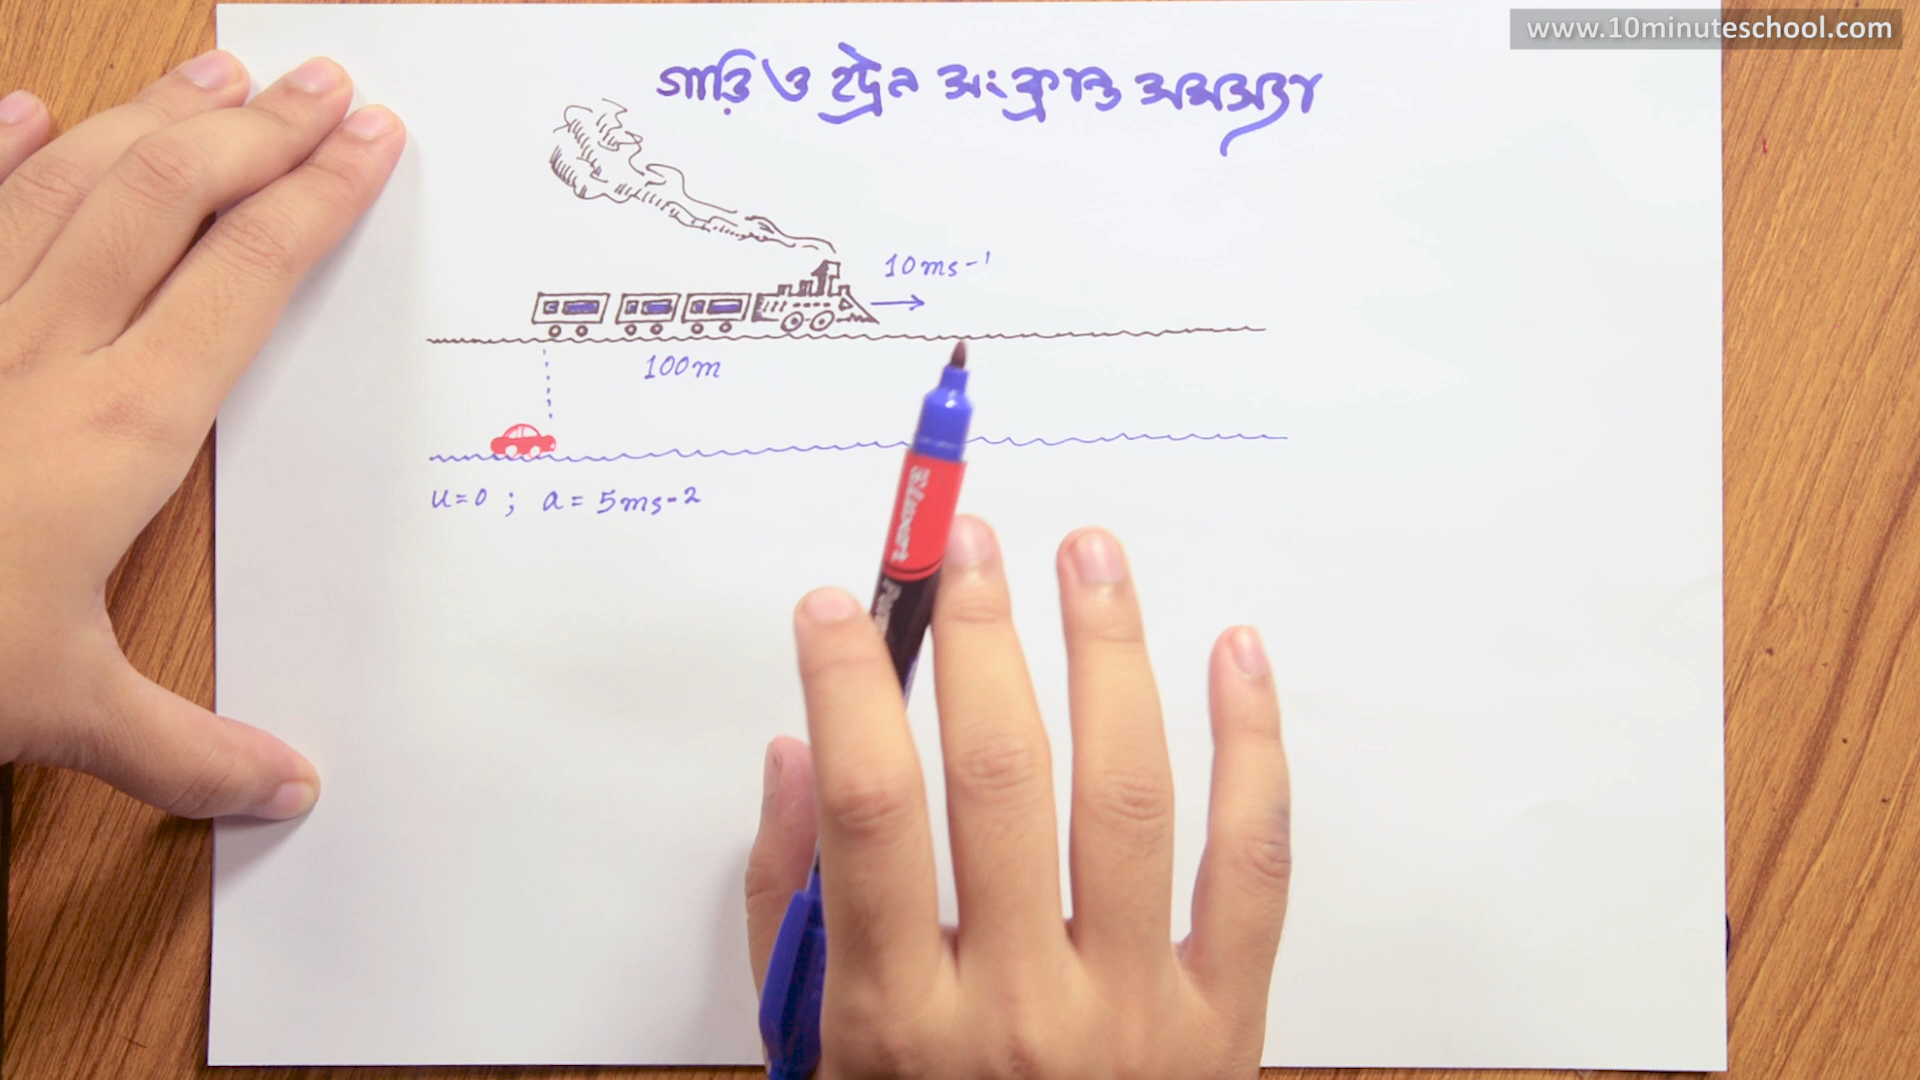 www.10minuteschool.com
গাড়ি ও ট্রেন সংক্রান্ত সমস্যা
10ms-1
100m
u=0 ; a = 5ms-2